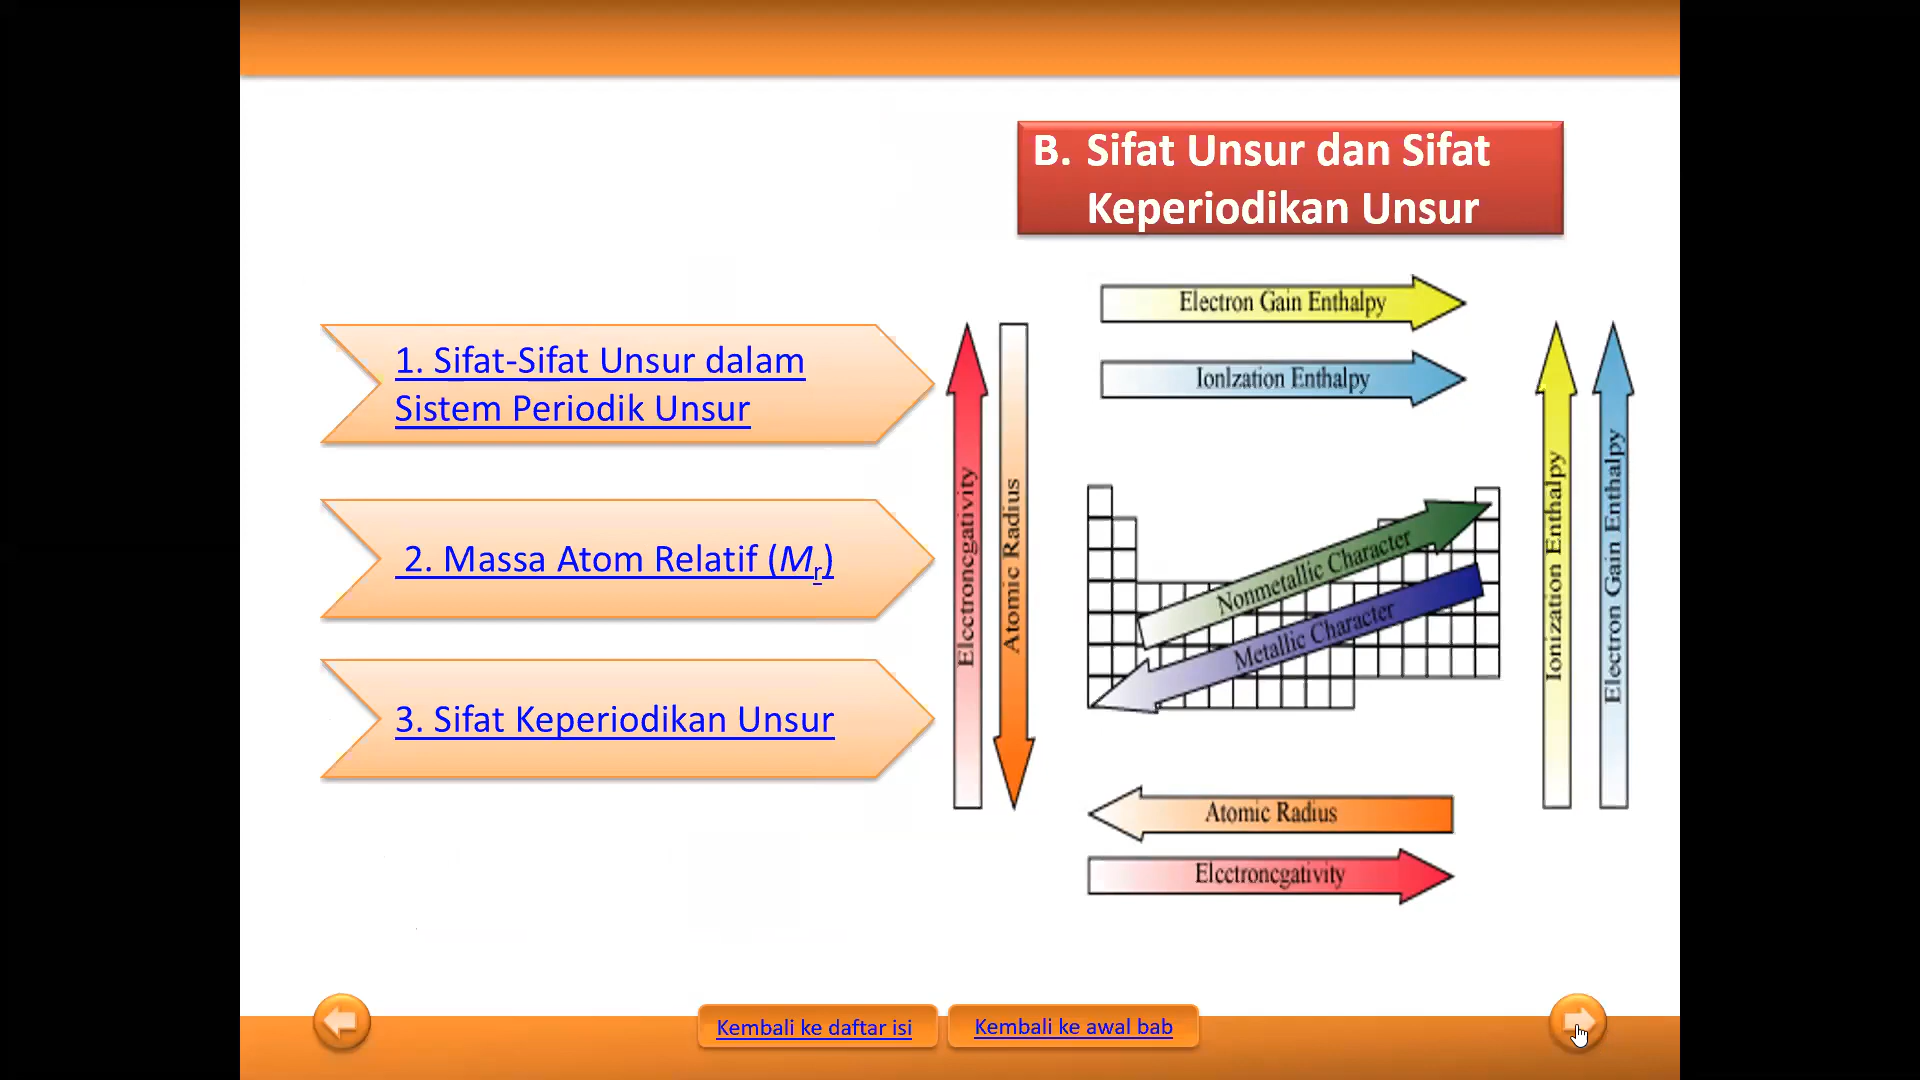 B. Sifat Unsur dan Sifat
Keperiodikan Unsur
1. Sifat-Sifat Unsur dalam
Sistem Periodik Unsur
2. Massa Atom Relatif (Mr)
3. Sifat Keperiodikan Unsur
Electron Gain Enthalpy
Ionlzation Enthalpy
Electronegativity
Atomic Radius
Nonmetallic Character
Metallic Character
Ionization Enthalpy
Electron Gain Enthalpy
Atomic Radius
Electronegativity
Kembali ke daftar isi
Kembali ke awal bab